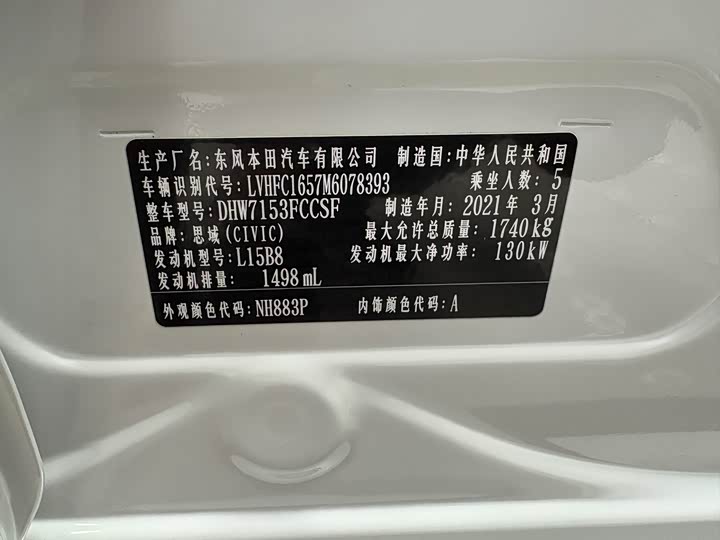 生产厂名:东风本田汽车有限公司 制造国:中华人民共和国
车辆识别代号:LVHFC1657M6078393 乘坐人数: 5
整车型号:DHW7153FCCSF 制造年月:2021年 3月
品牌:思域(CIVIC) 最大允许总质量: 1740kg
发动机型号:L15B8 发动机最大净功率: 130kW
发动机排量: 1498mL
外观颜色代码:NH883P 内饰颜色代码:A